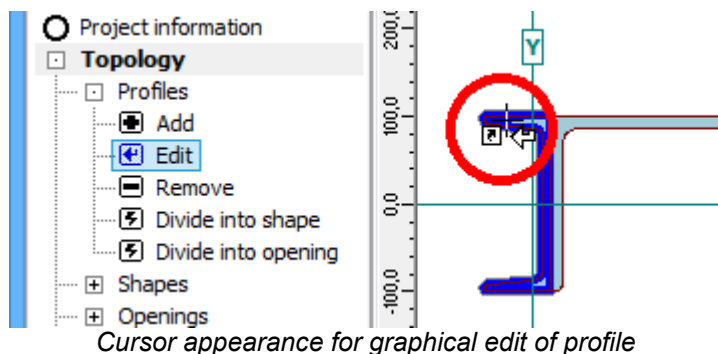 Project information
Topology
Profiles
Add
Edit
Remove
Divide into shape
Divide into opening
Shapes
Openings
200,0
100,0
0,0
-100,0
Y
Cursor appearance for graphical edit of profile